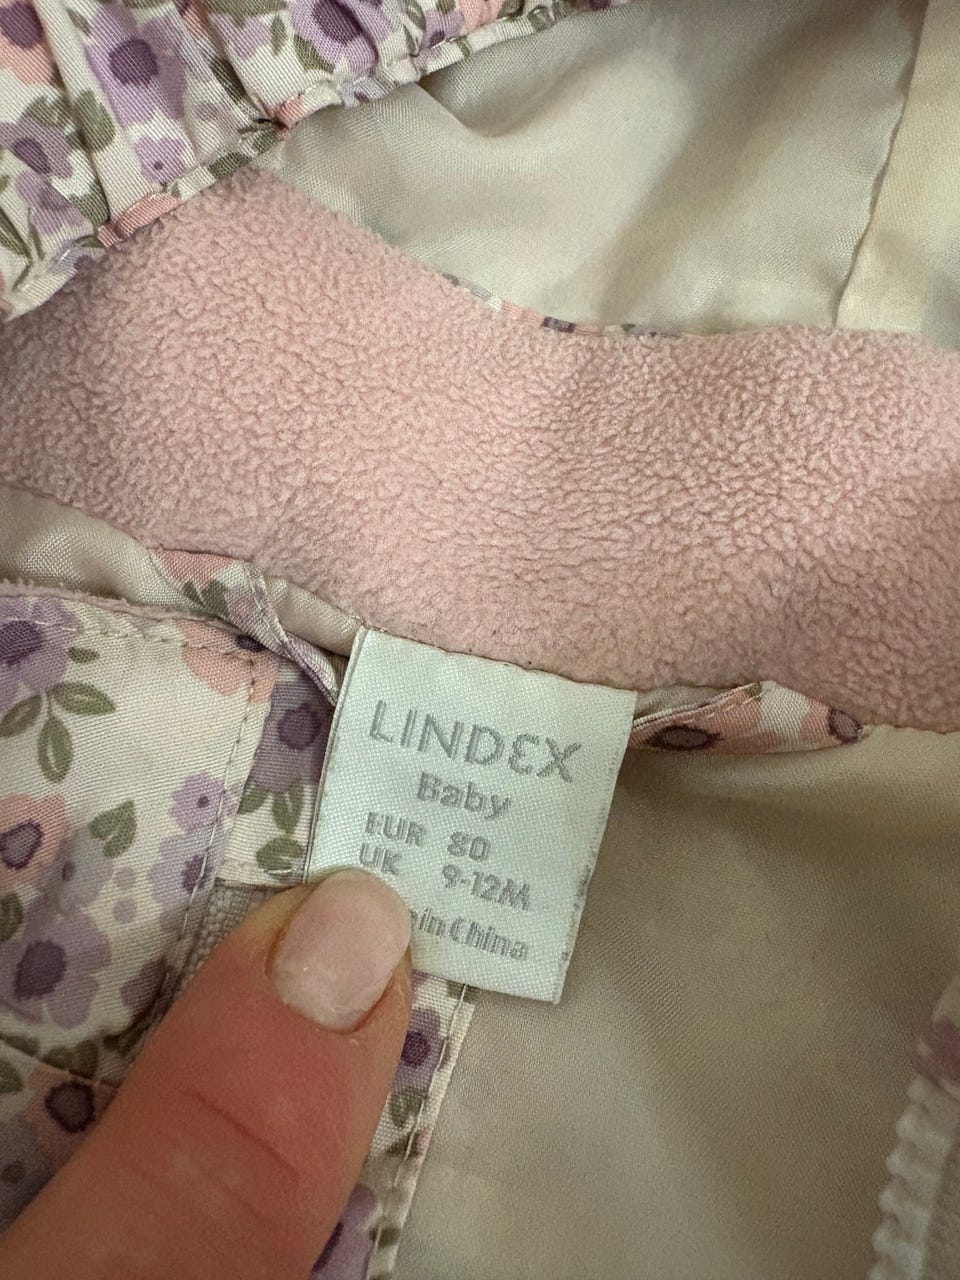 LINDEX
Baby
EUR 80
UK 9-12M
in China